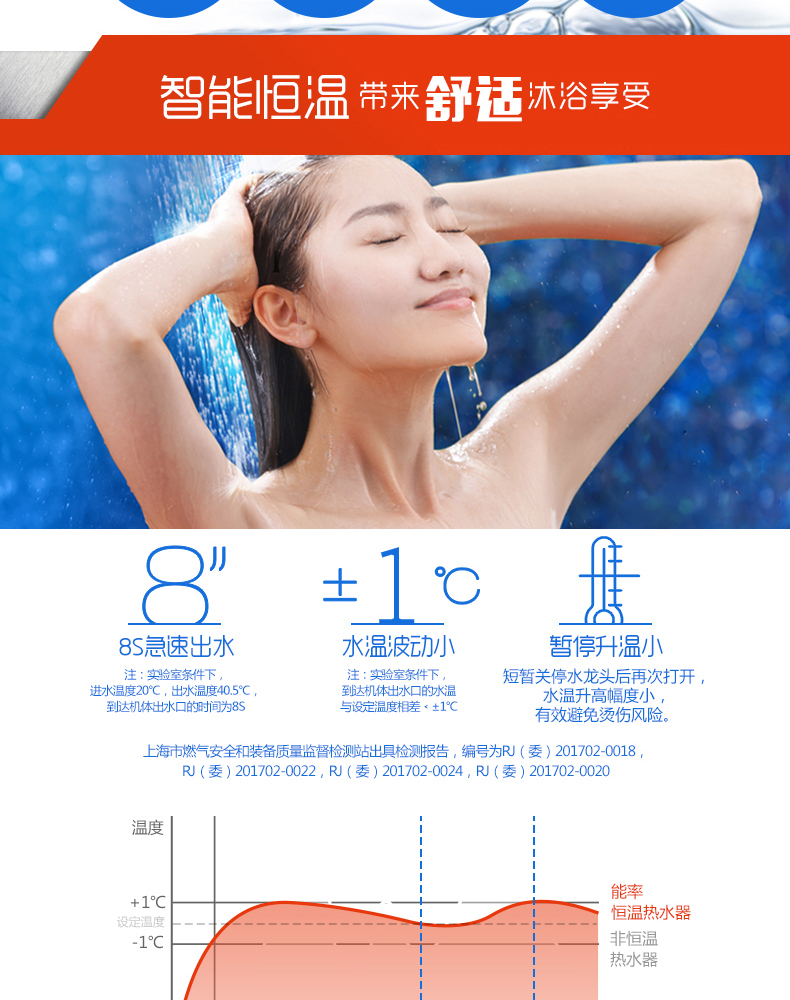 智能恒温 带来 舒适 沐浴享受
8〃
±1℃
8S急速出水
水温波动小
暂停升温小
注：实验室条件下，
进水温度20℃，出水温度40.5℃，
到达机体出水口的时间为8S
注：实验室条件下，
到达机体出水口的水温
与设定温度相差＜±1℃
短暂关停水龙头后再次打开，
水温升高幅度小，
有效避免烫伤风险。
上海市燃气安全和装备质量监督检测站出具检测报告，编号为RJ（委）201702-0018，
RJ（委）201702-0022，RJ（委）201702-0024，RJ（委）201702-0020
温度
+1℃
设定温度
-1℃
能率
恒温热水器
非恒温
热水器